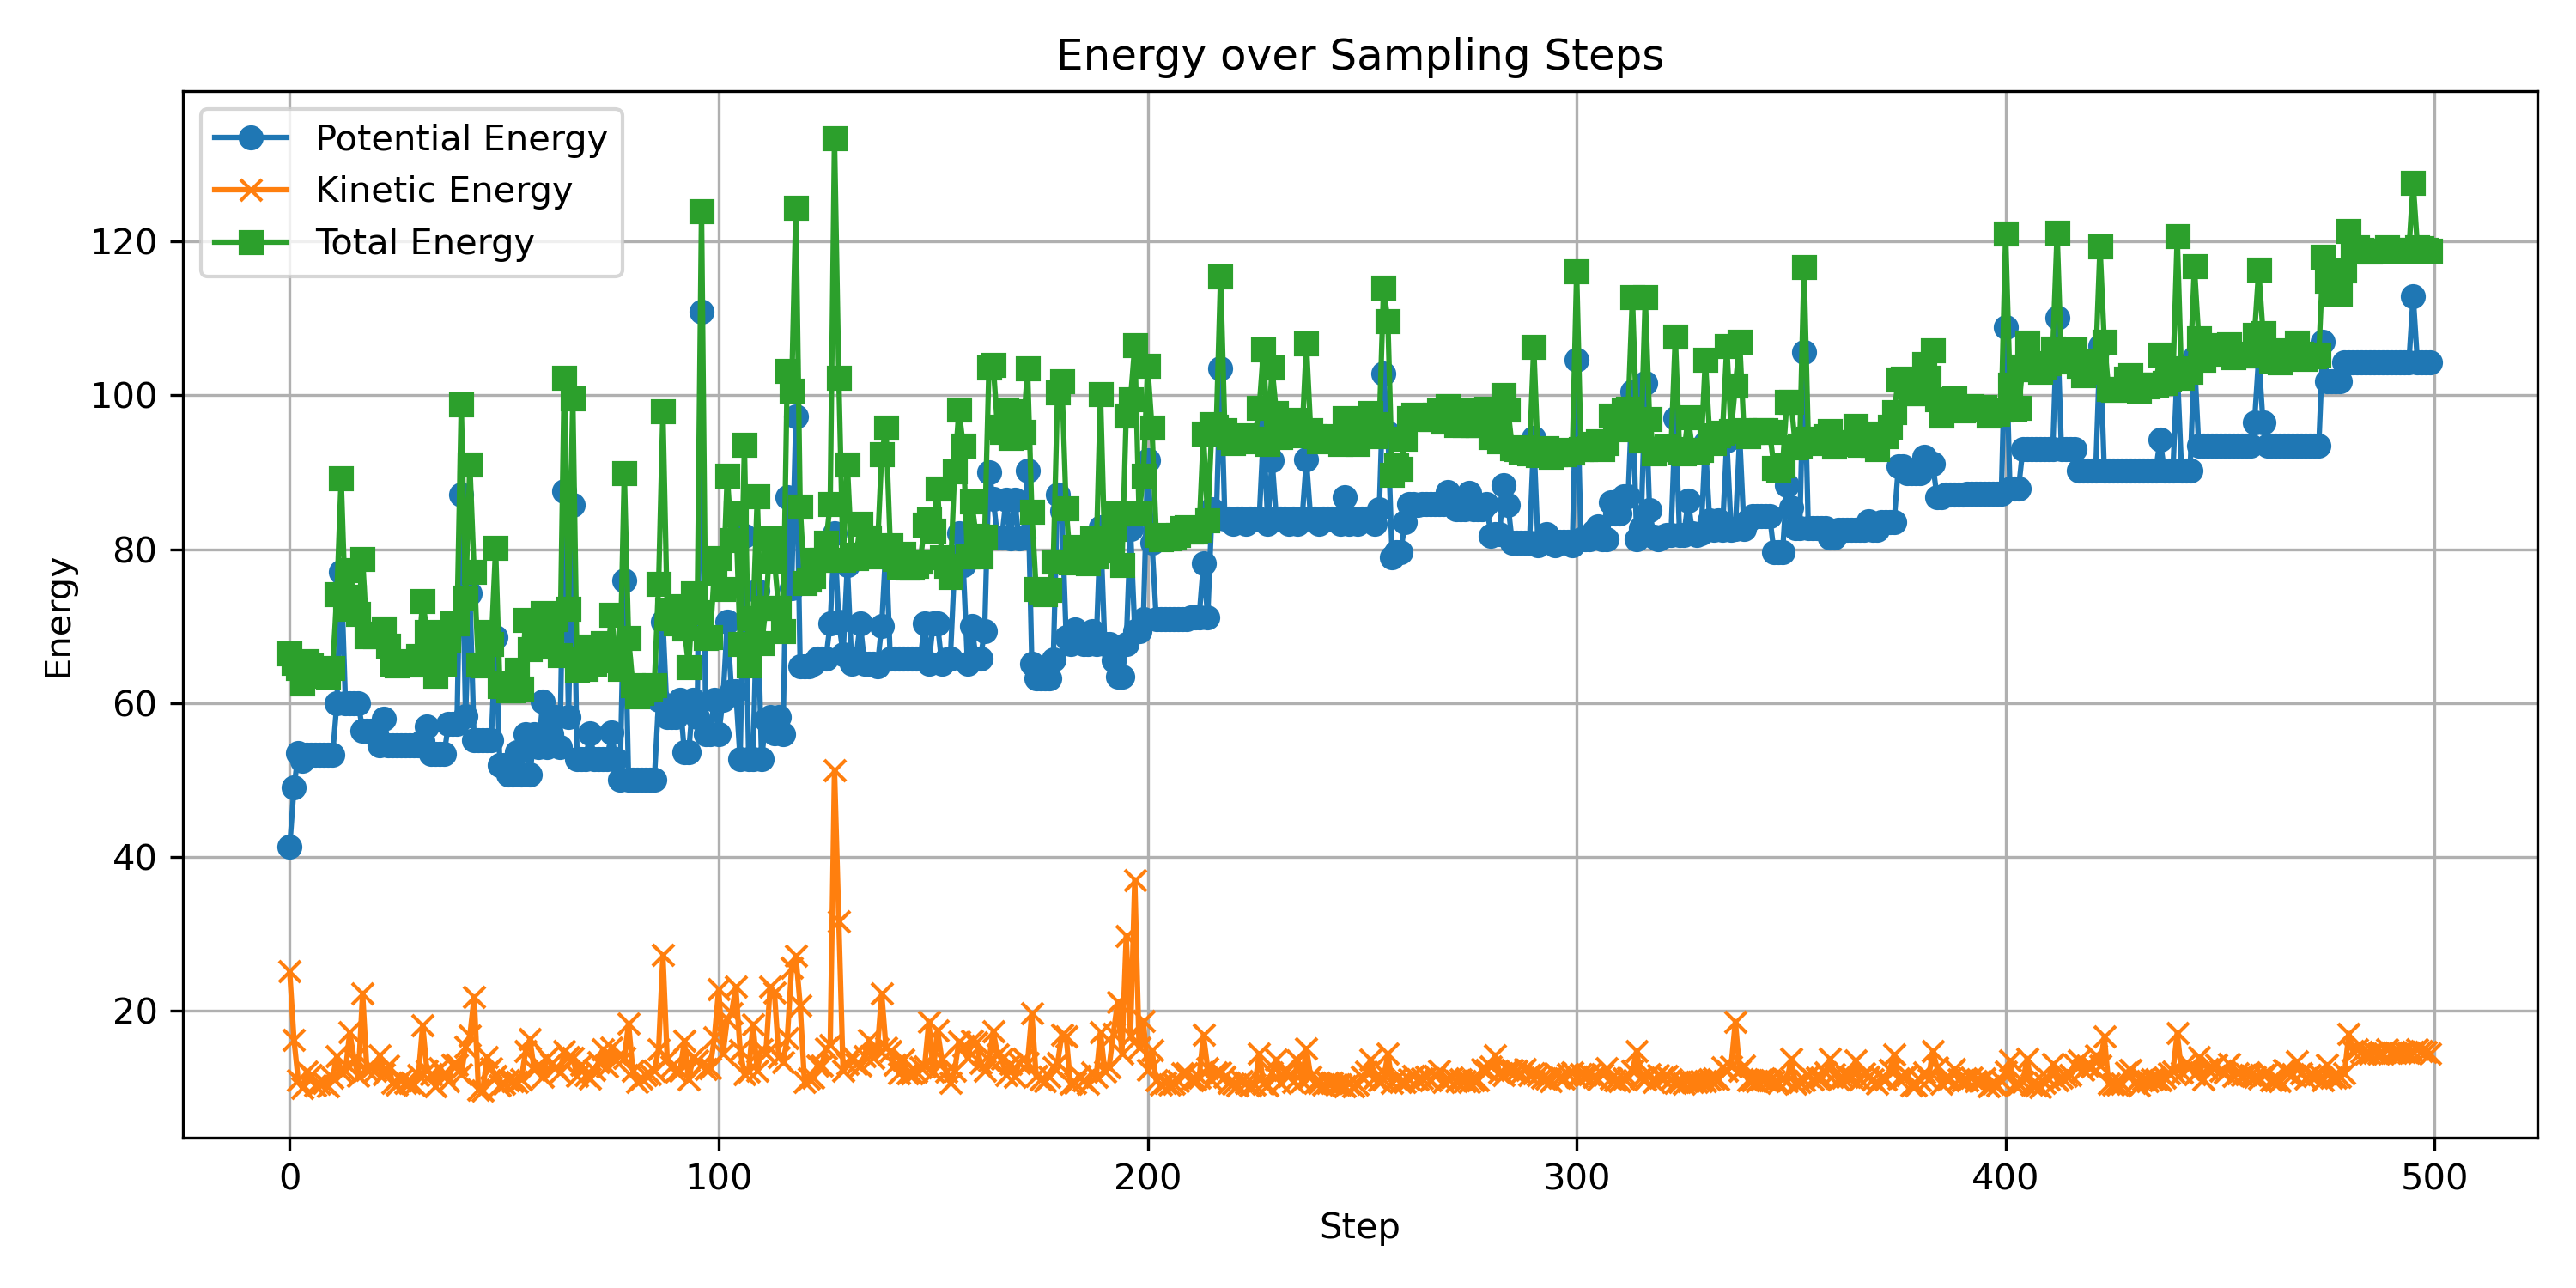 Energy over Sampling Steps
Potential Energy
Kinetic Energy
Total Energy
Energy
120
100
80
60
40
20
0 100 200 300 400 500
Step